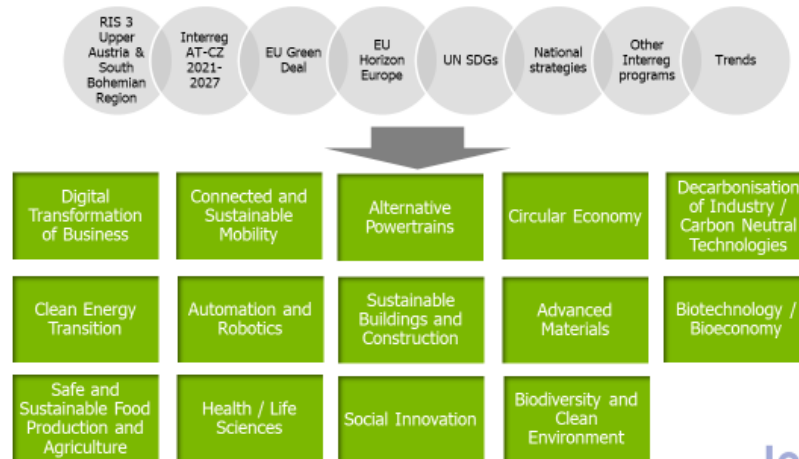 RIS 3
Upper
Austria &
South
Bohemian
Region
Interreg
AT-CZ
2021-
2027
EU Green
Deal
EU
Horizon
Europe
UN SDGs
National
strategies
Other
Interreg
programs
Trends
Digital
Transformation
of Business
Connected and
Sustainable
Mobility
Alternative
Powertrains
Circular Economy
Decarbonisation
of Industry /
Carbon Neutral
Technologies
Clean Energy
Transition
Automation and
Robotics
Sustainable
Buildings and
Construction
Advanced
Materials
Biotechnology /
Bioeconomy
Safe and
Sustainable Food
Production and
Agriculture
Health / Life
Sciences
Social Innovation
Biodiversity and
Clean
Environment